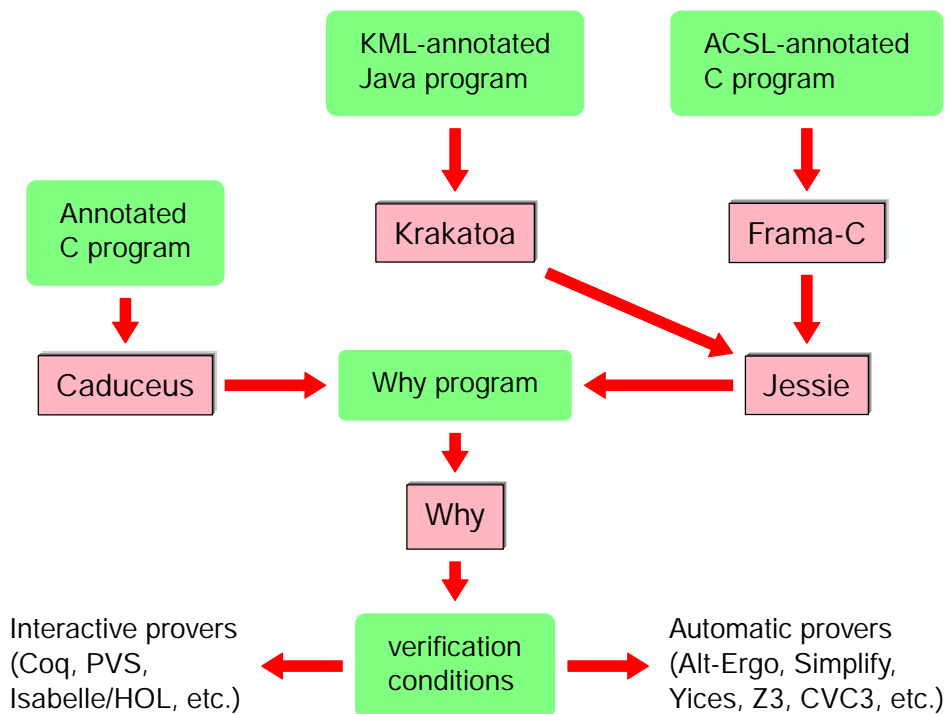 KML-annotated
Java program
ACSL-annotated
C program
Annotated
C program
Krakatoa
Frama-C
Caduceus
Why program
Jessie
Why
Interactive provers
(Coq, PVS,
Isabelle/HOL, etc.)
verification
conditions
Automatic provers
(Alt-Ergo, Simplify,
Yices, Z3, CVC3, etc.)